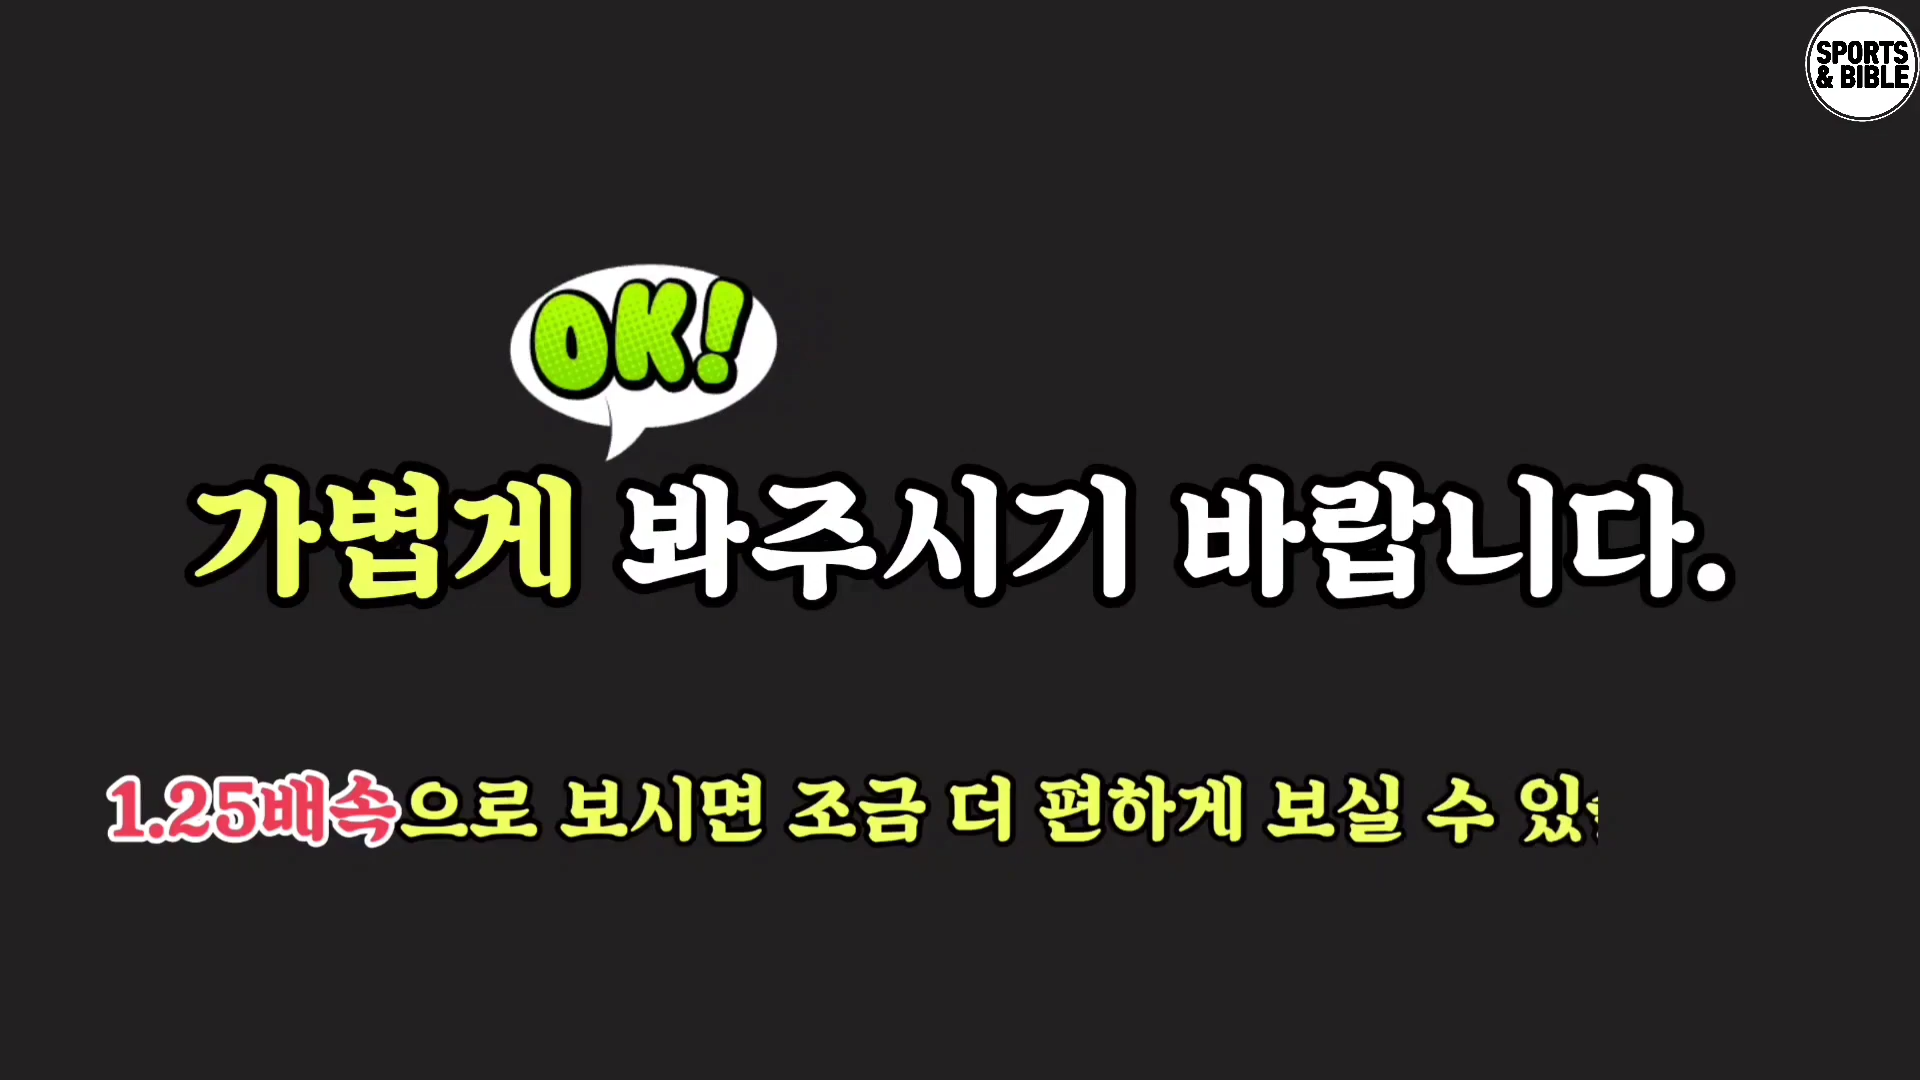 SPORTS
& BIBLE
OK!
가볍게 봐주시기 바랍니다.
1.25배속으로 보시면 조금 더 편하게 보실 수 있